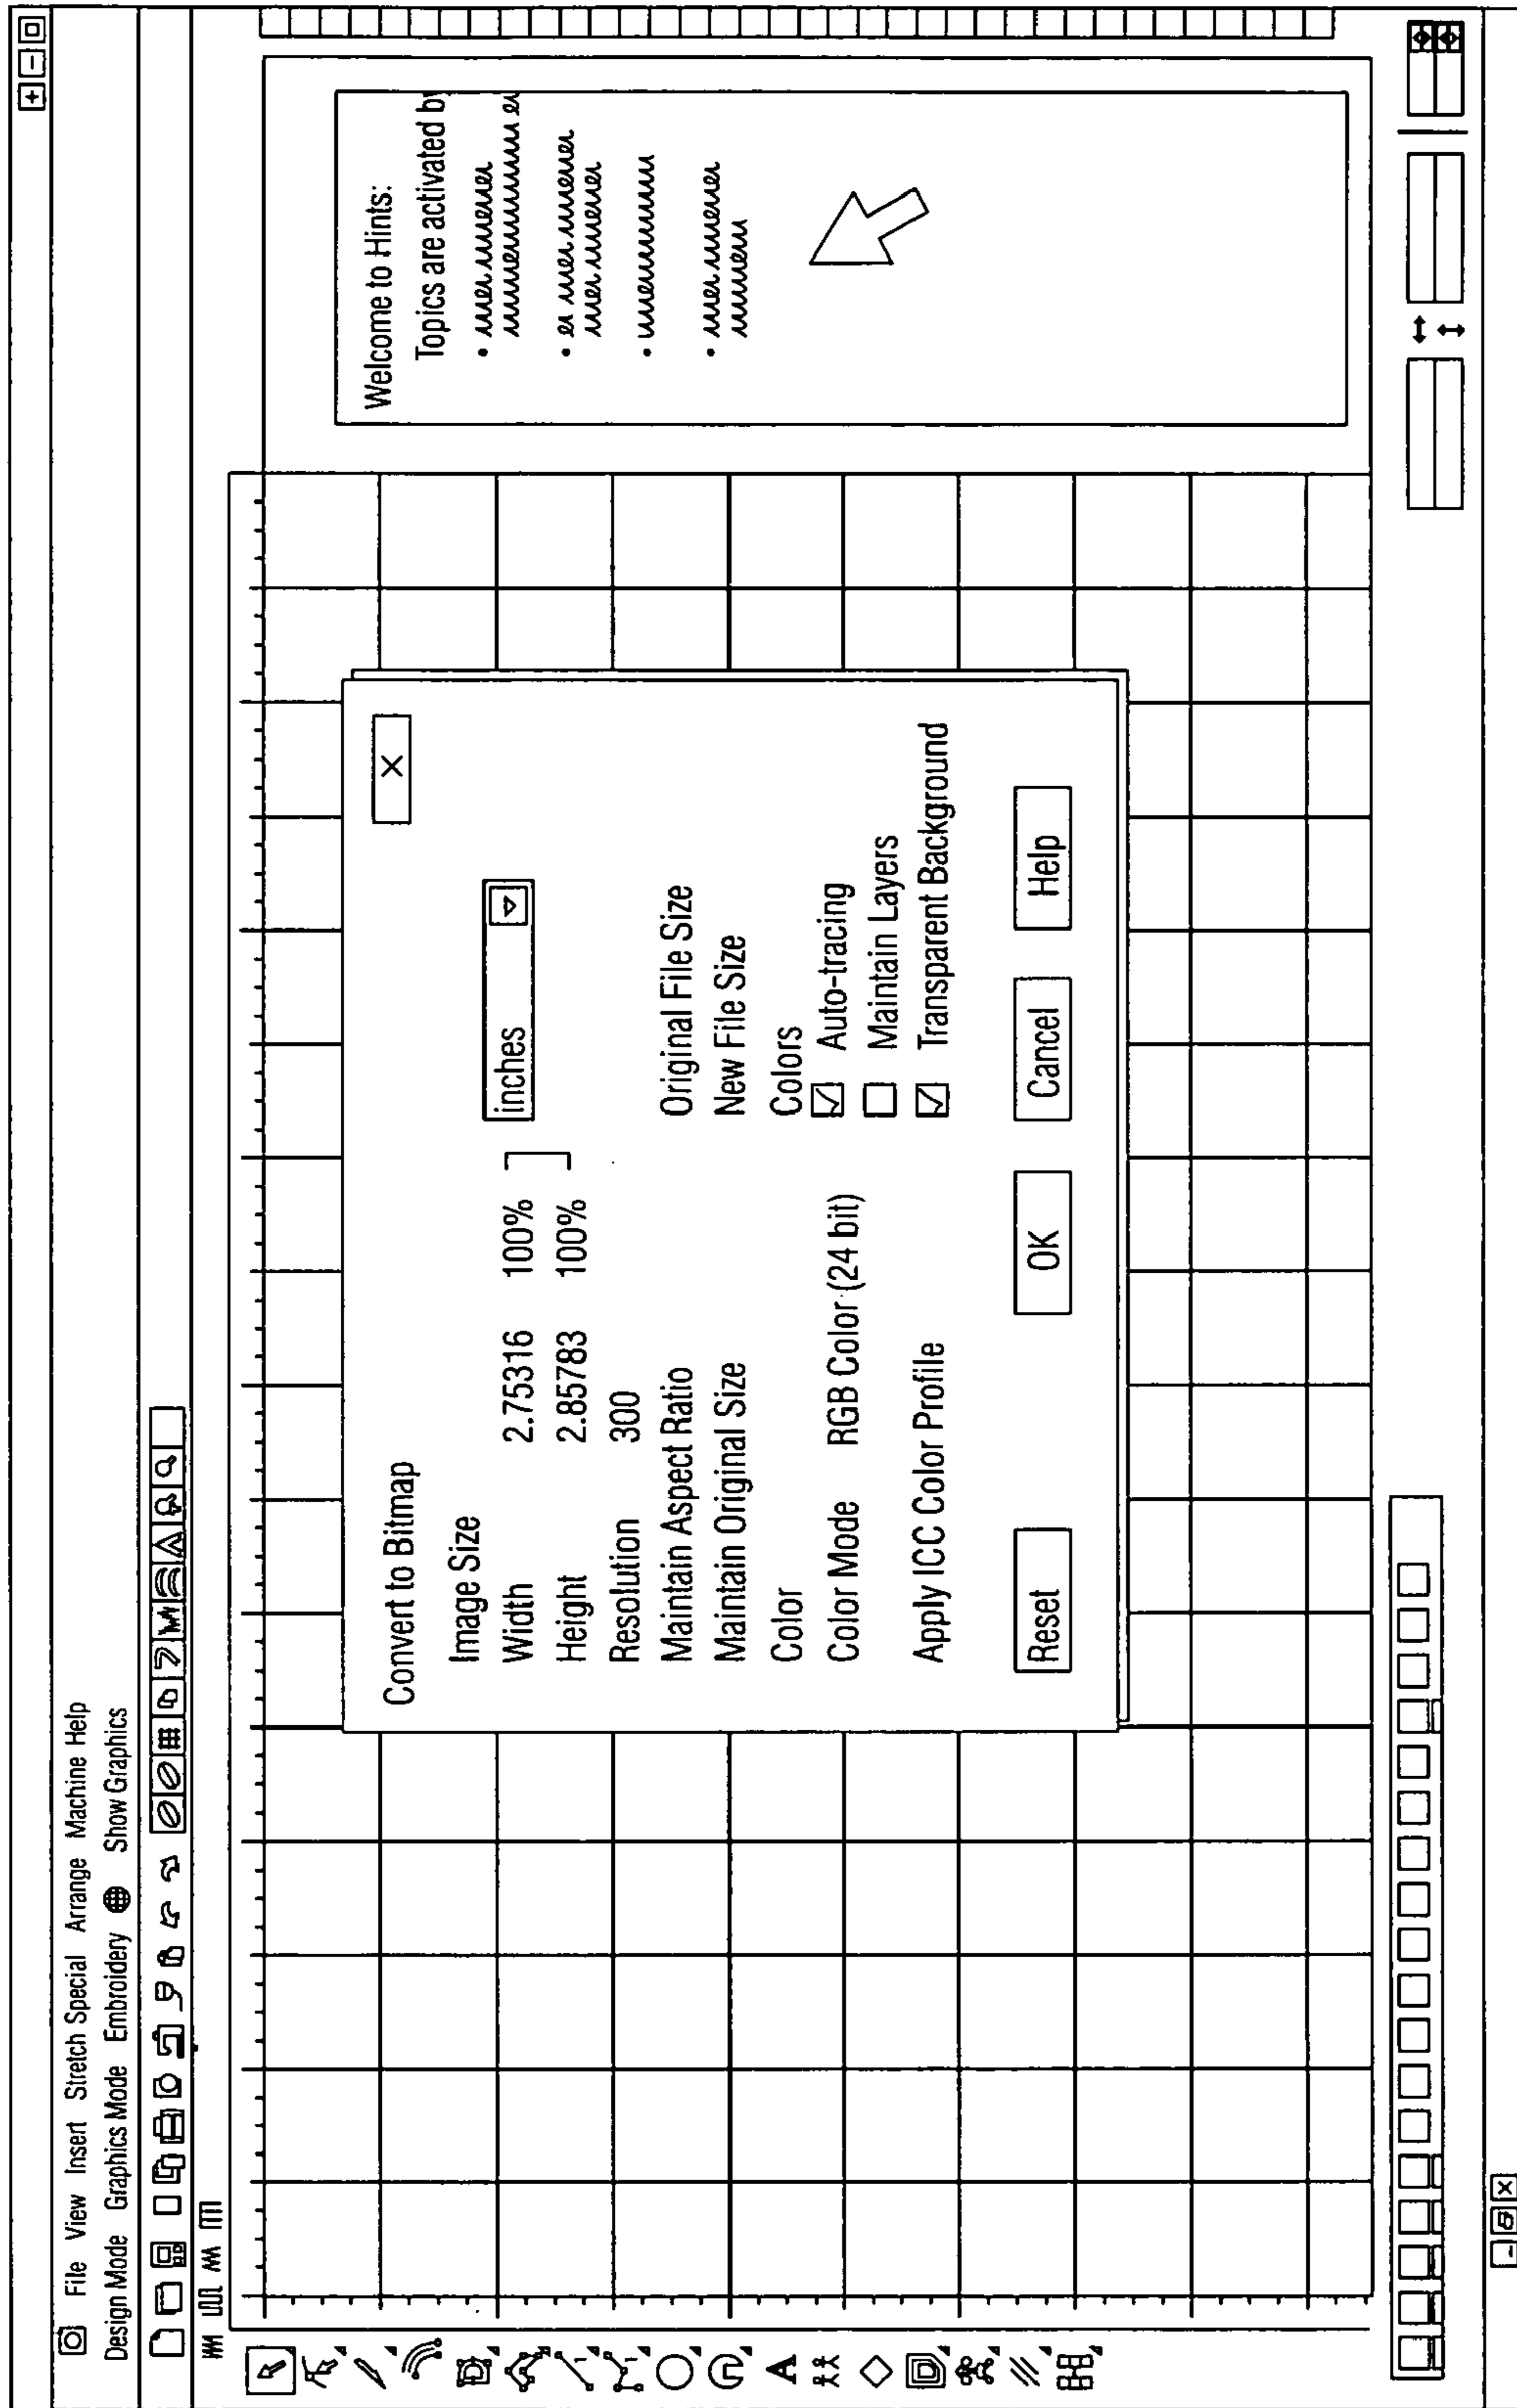 File View Insert Stretch Special Arrange Machine Help
Design Mode Graphics Mode Embroidery Show Graphics
Convert to Bitmap
Image Size
Width 2.75316 100% inches
Height 2.85783 100%
Resolution 300
Maintain Aspect Ratio Original File Size
Maintain Original Size New File Size
Color Colors
Color Mode RGB Color (24 bit) Auto-tracing
Maintain Layers
Apply ICC Color Profile Transparent Background
Reset OK Cancel Help
Welcome to Hints:
Topics are activated by
A